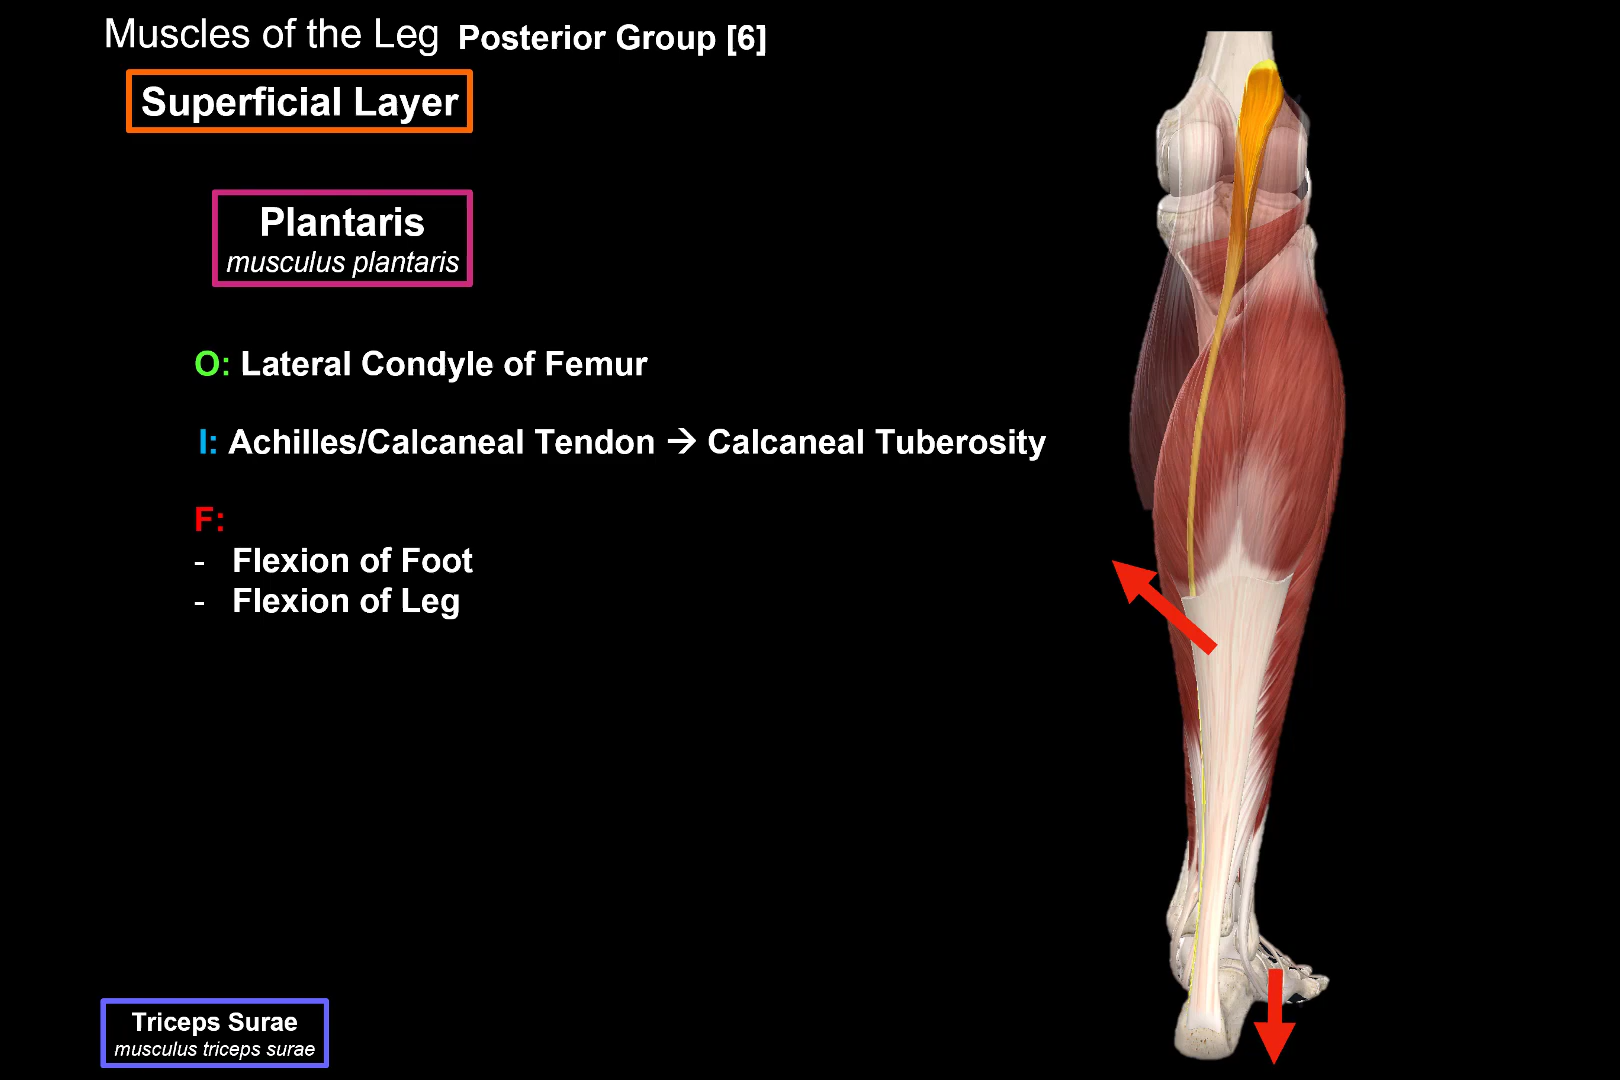 Muscles of the Leg Posterior Group [6]
Superficial Layer
Plantaris
musculus plantaris
O: Lateral Condyle of Femur
I: Achilles/Calcaneal Tendon → Calcaneal Tuberosity
F:
- Flexion of Foot
- Flexion of Leg
Triceps Surae
musculus triceps surae